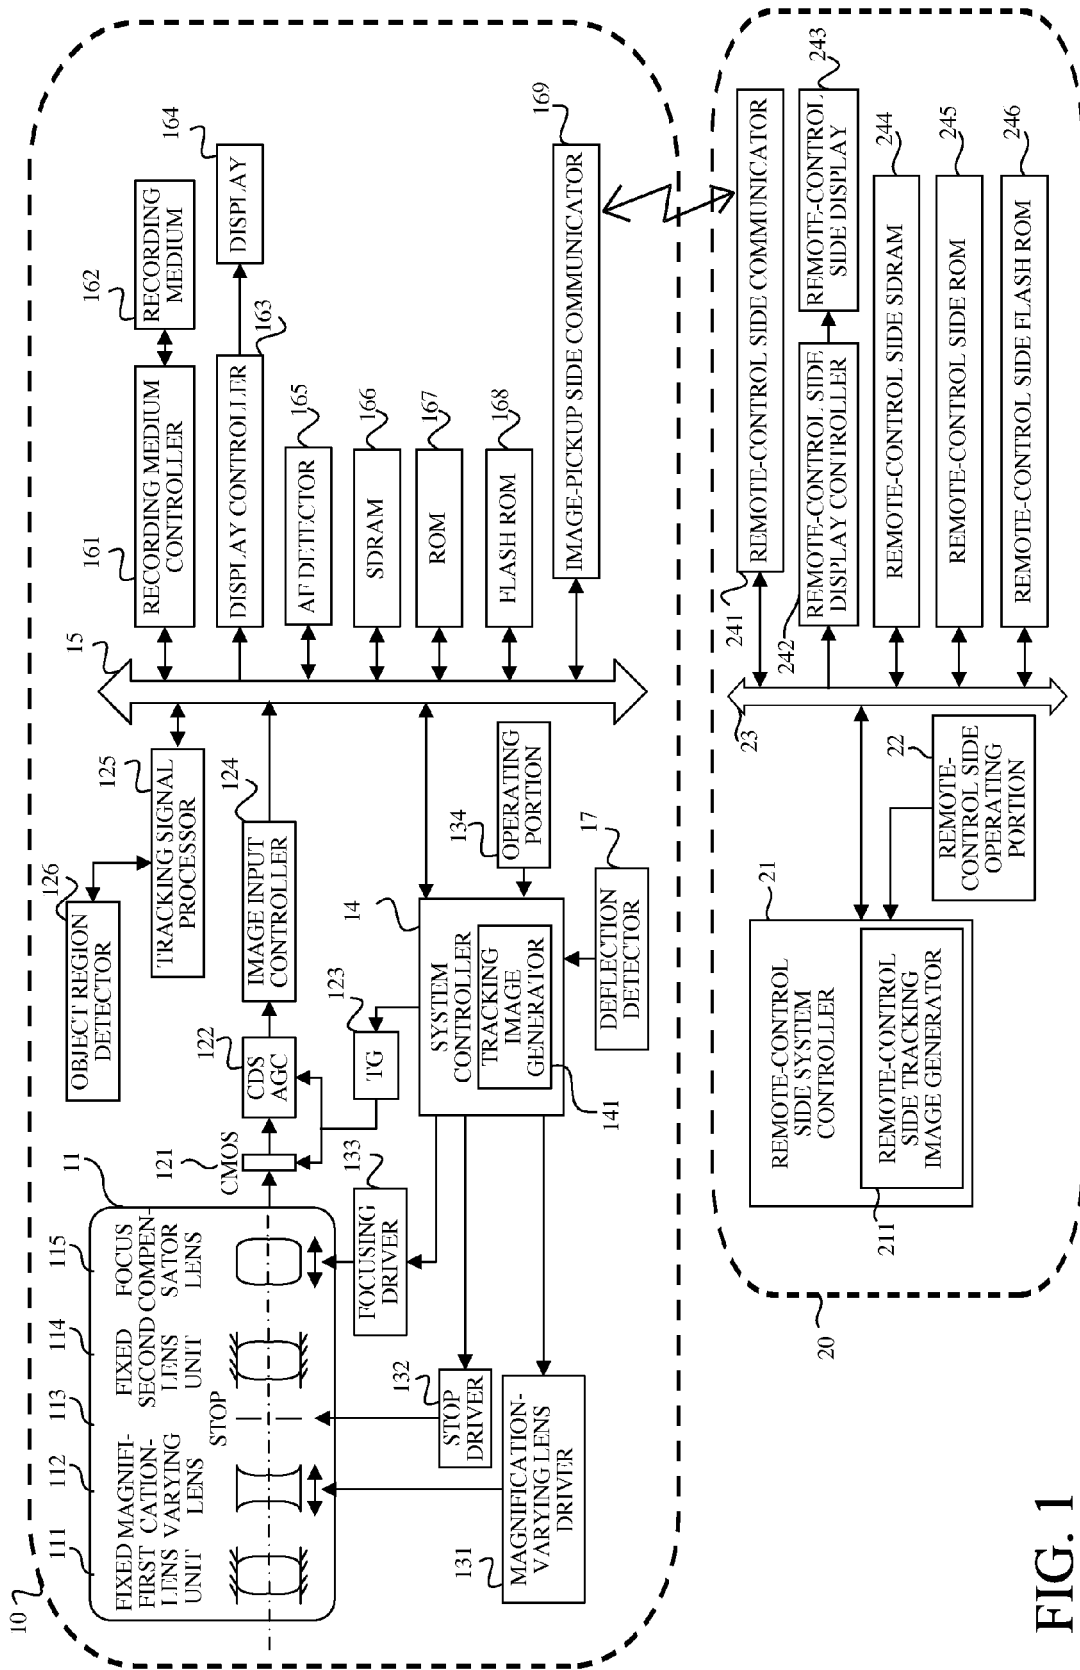 10
111
112
113
114
115
11
FIXED
FIRST
LENS
UNIT
MAGNIFI-
CATION-
VARYING
LENS
STOP
FIXED
SECOND
LENS
UNIT
FOCUS
COMPEN-
SATOR
LENS
121
CMOS
122
CDS
AGC
123
TG
124
IMAGE INPUT
CONTROLLER
125
TRACKING SIGNAL
PROCESSOR
126
OBJECT REGION
DETECTOR
131
MAGNIFICATION-
VARYING LENS
DRIVER
132
STOP
DRIVER
133
FOCUSING
DRIVER
14
SYSTEM
CONTROLLER
TRACKING
IMAGE
GENERATOR
141
134
OPERATING
PORTION
17
DEFLECTION
DETECTOR
15
161
RECORDING MEDIUM
CONTROLLER
162
RECORDING
MEDIUM
163
DISPLAY CONTROLLER
164
DISPLAY
165
AF DETECTOR
166
SDRAM
167
ROM
168
FLASH ROM
169
IMAGE-PICKUP SIDE COMMUNICATOR
20
21
REMOTE-CONTROL
SIDE SYSTEM
CONTROLLER
REMOTE-CONTROL
SIDE TRACKING
IMAGE GENERATOR
211
22
REMOTE-
CONTROL SIDE
OPERATING
PORTION
23
241
REMOTE-CONTROL SIDE COMMUNICATOR
242
REMOTE-CONTROL SIDE
DISPLAY CONTROLLER
243
REMOTE-CONTROL
SIDE DISPLAY
244
REMOTE-CONTROL SIDE SDRAM
245
REMOTE-CONTROL SIDE ROM
246
REMOTE-CONTROL SIDE FLASH ROM
FIG. 1